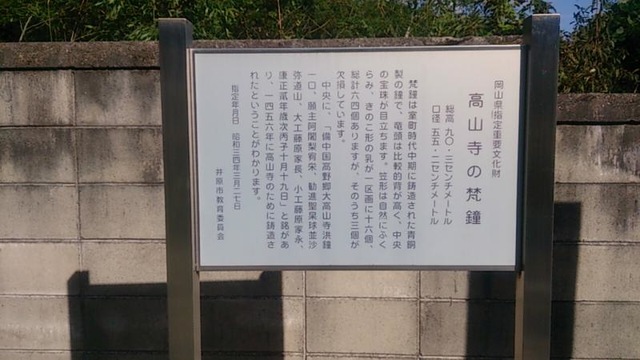 岡山県指定重要文化財
高山寺の梵鐘
総高 九〇・三センチメートル
口径 五五・二センチメートル
梵鐘は室町時代中期に鋳造された青銅
製の鐘で、竜頭は比較的背が高く、中央
の宝珠が目立ちます。笠形は自然にふく
らみ、きのこ形の乳が一区画に十六個、
総計六四個ありますが、そのうち三個が
欠損しています。
中央に、「備中国高野郷大高山寺洪鐘
一口、願主阿闍梨宥栄、勧進聖杲球並沙
弥道山、大工藤原家長、小工藤原家永、
康正貳年歳次丙子十月十九日」と銘があ
り、一四五六年に高山寺のために鋳造さ
れたということがわかります。
指定年月日 昭和三四年三月二七日
井原市教育委員会